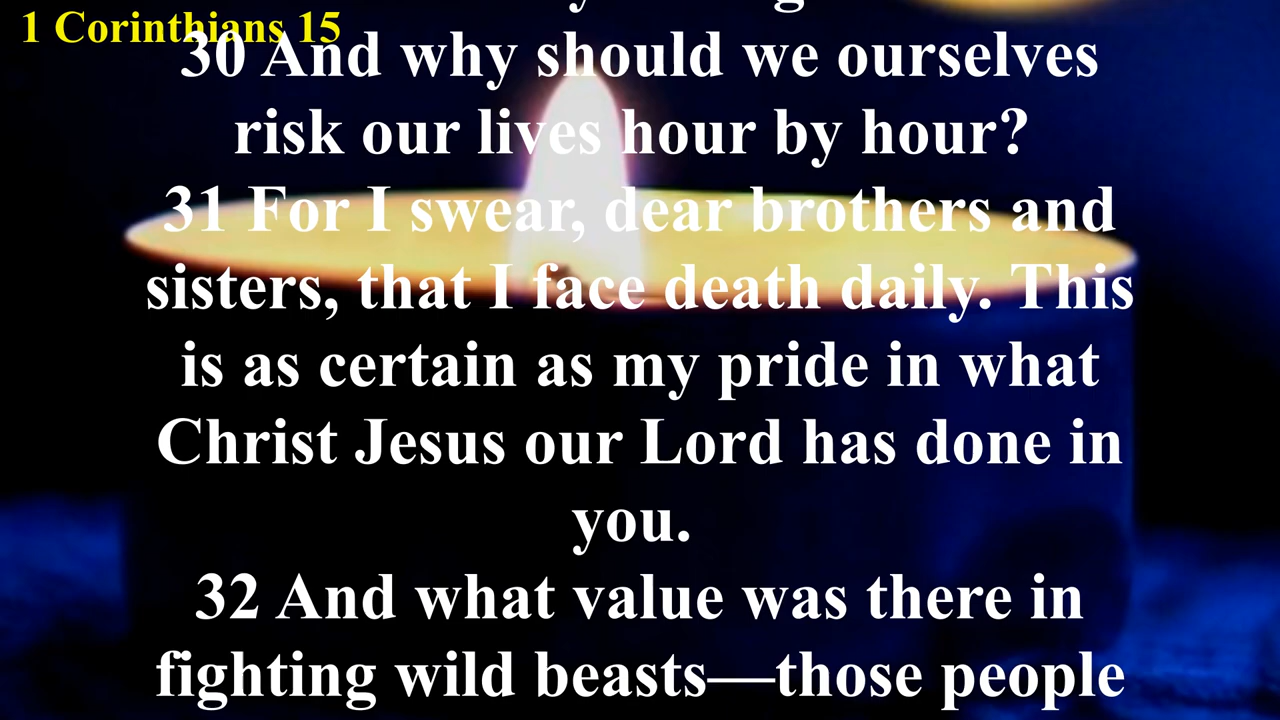 1 Corinthians 15
30 And why should we ourselves
risk our lives hour by hour?
31 For I swear, dear brothers and
sisters, that I face death daily. This
is as certain as my pride in what
Christ Jesus our Lord has done in
you.
32 And what value was there in
fighting wild beasts—those people